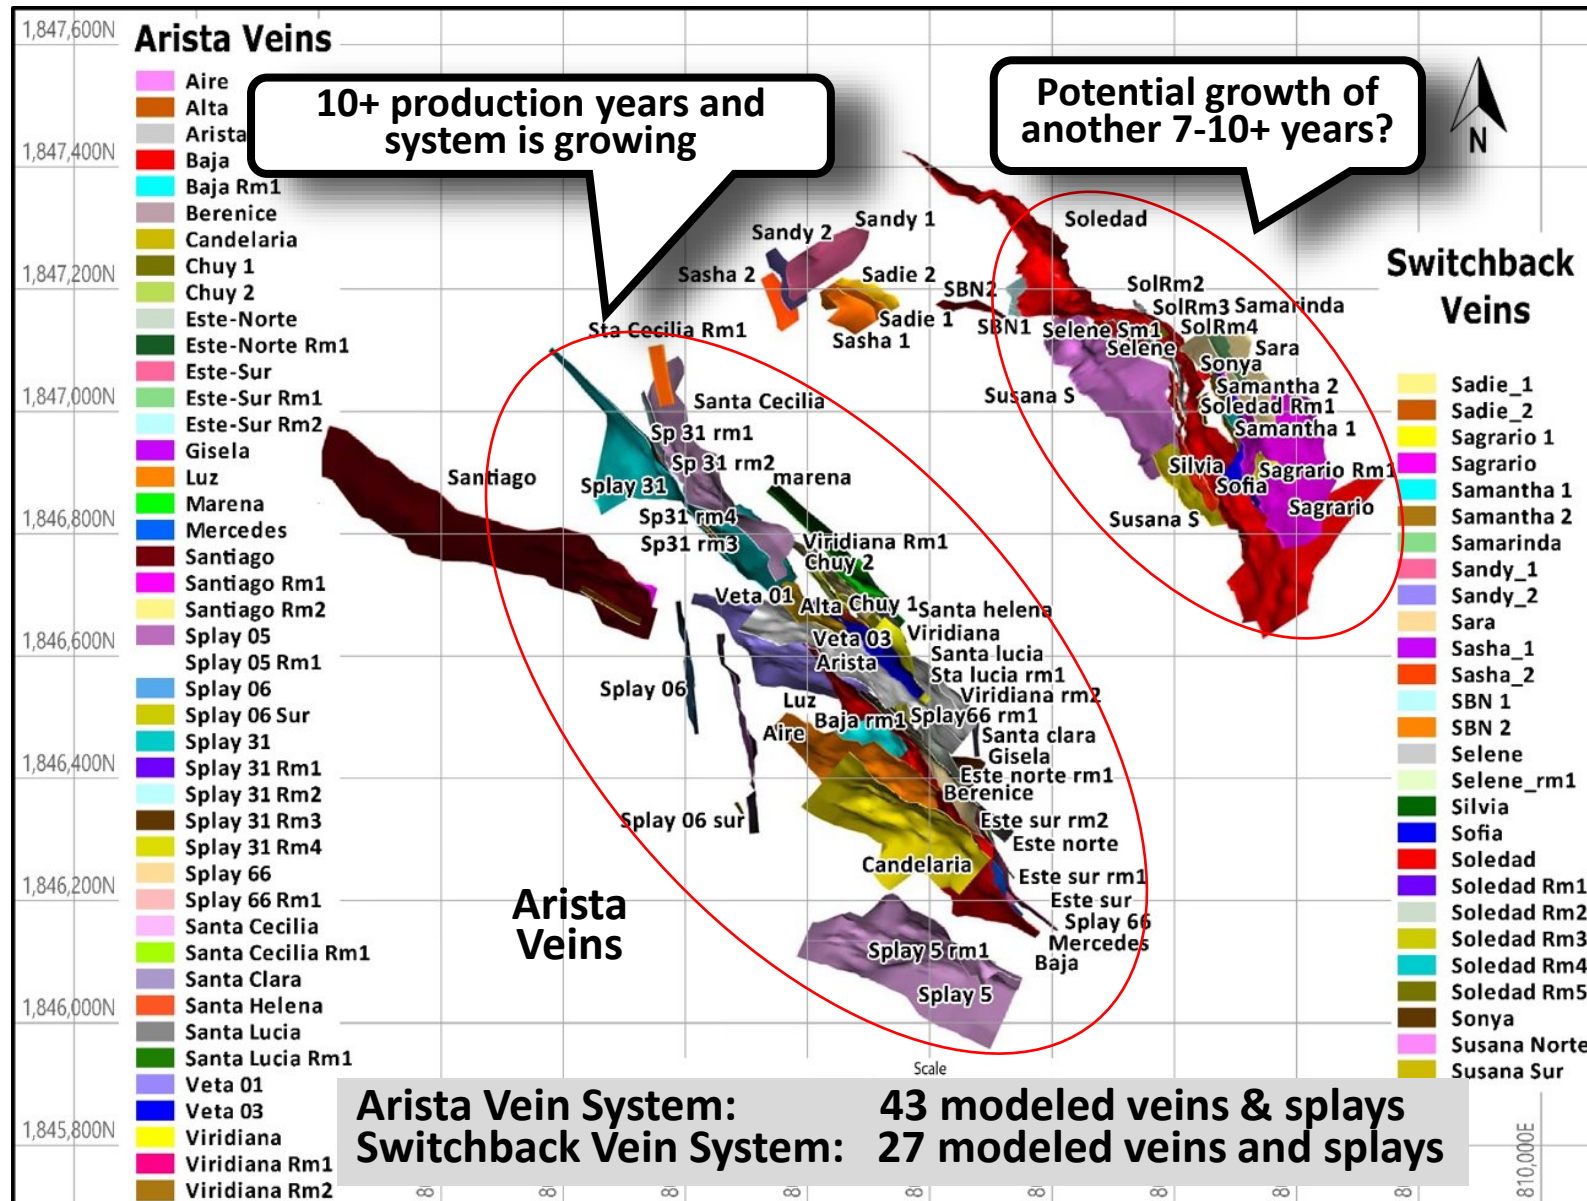 1,847,600N
1,847,400N
1,847,200N
1,847,000N
1,846,800N
1,846,600N
1,846,400N
1,846,200N
1,846,000N
1,845,800N
Arista Veins
Aire
Alta
Arista
Baja
Baja Rm1
Berenice
Candelaria
Chuy 1
Chuy 2
Este-Norte
Este-Norte Rm1
Este-Sur
Este-Sur Rm1
Este-Sur Rm2
Gisela
Luz
Marena
Mercedes
Santiago
Santiago Rm1
Santiago Rm2
Splay 05
Splay 05 Rm1
Splay 06
Splay 06 Sur
Splay 31
Splay 31 Rm1
Splay 31 Rm2
Splay 31 Rm3
Splay 31 Rm4
Splay 66
Splay 66 Rm1
Santa Cecilia
Santa Cecilia Rm1
Santa Clara
Santa Helena
Santa Lucia
Santa Lucia Rm1
Veta 01
Veta 03
Viridiana
Viridiana Rm1
Viridiana Rm2
10+ production years and
system is growing
Potential growth of
another 7-10+ years?
N
Sandy 1
Sandy 2
Sasha 2
Sadie 2
Sadie 1
Sasha 1
Soledad
SBN2
SBN1
SolRm2
SolRm3
Samarinda
SolRm4
Selene Sm1
Selene
Sara
Sonya
Susana S
Samantha 2
Soledad Rm1
Samantha 1
Silvia
Sagrario Rm1
Sofia
Sagrario
Susana S
Sta Cecilia Rm1
Santa Cecilia
Sp 31 rm1
Sp 31 rm2
Santiago
Splay 31
marena
Sp31 rm4
Sp31 rm3
Viridiana Rm1
Chuy 2
Veta 01
Alta
Chuy 1
Santa helena
Veta 03
Viridiana
Arista
Santa lucia
Sta lucia rm1
Splay 06
Viridiana rm2
Luz
Baja rm1
Splay66 rm1
Aire
Santa clara
Gisela
Este norte rm1
Berenice
Splay 06 sur
Este sur rm2
Este norte
Candelaria
Este sur rm1
Este sur
Splay 66
Mercedes
Baja
Splay 5 rm1
Splay 5
Arista
Veins
Switchback
Veins
Sadie_1
Sadie_2
Sagrario 1
Sagrario
Samantha 1
Samantha 2
Samarinda
Sandy_1
Sandy_2
Sara
Sasha_1
Sasha_2
SBN 1
SBN 2
Selene
Selene_rm1
Silvia
Sofia
Soledad
Soledad Rm1
Soledad Rm2
Soledad Rm3
Soledad Rm4
Soledad Rm5
Sonya
Susana Norte
Susana Sur
Scale
Arista Vein System: 43 modeled veins & splays
Switchback Vein System: 27 modeled veins and splays
810,000E